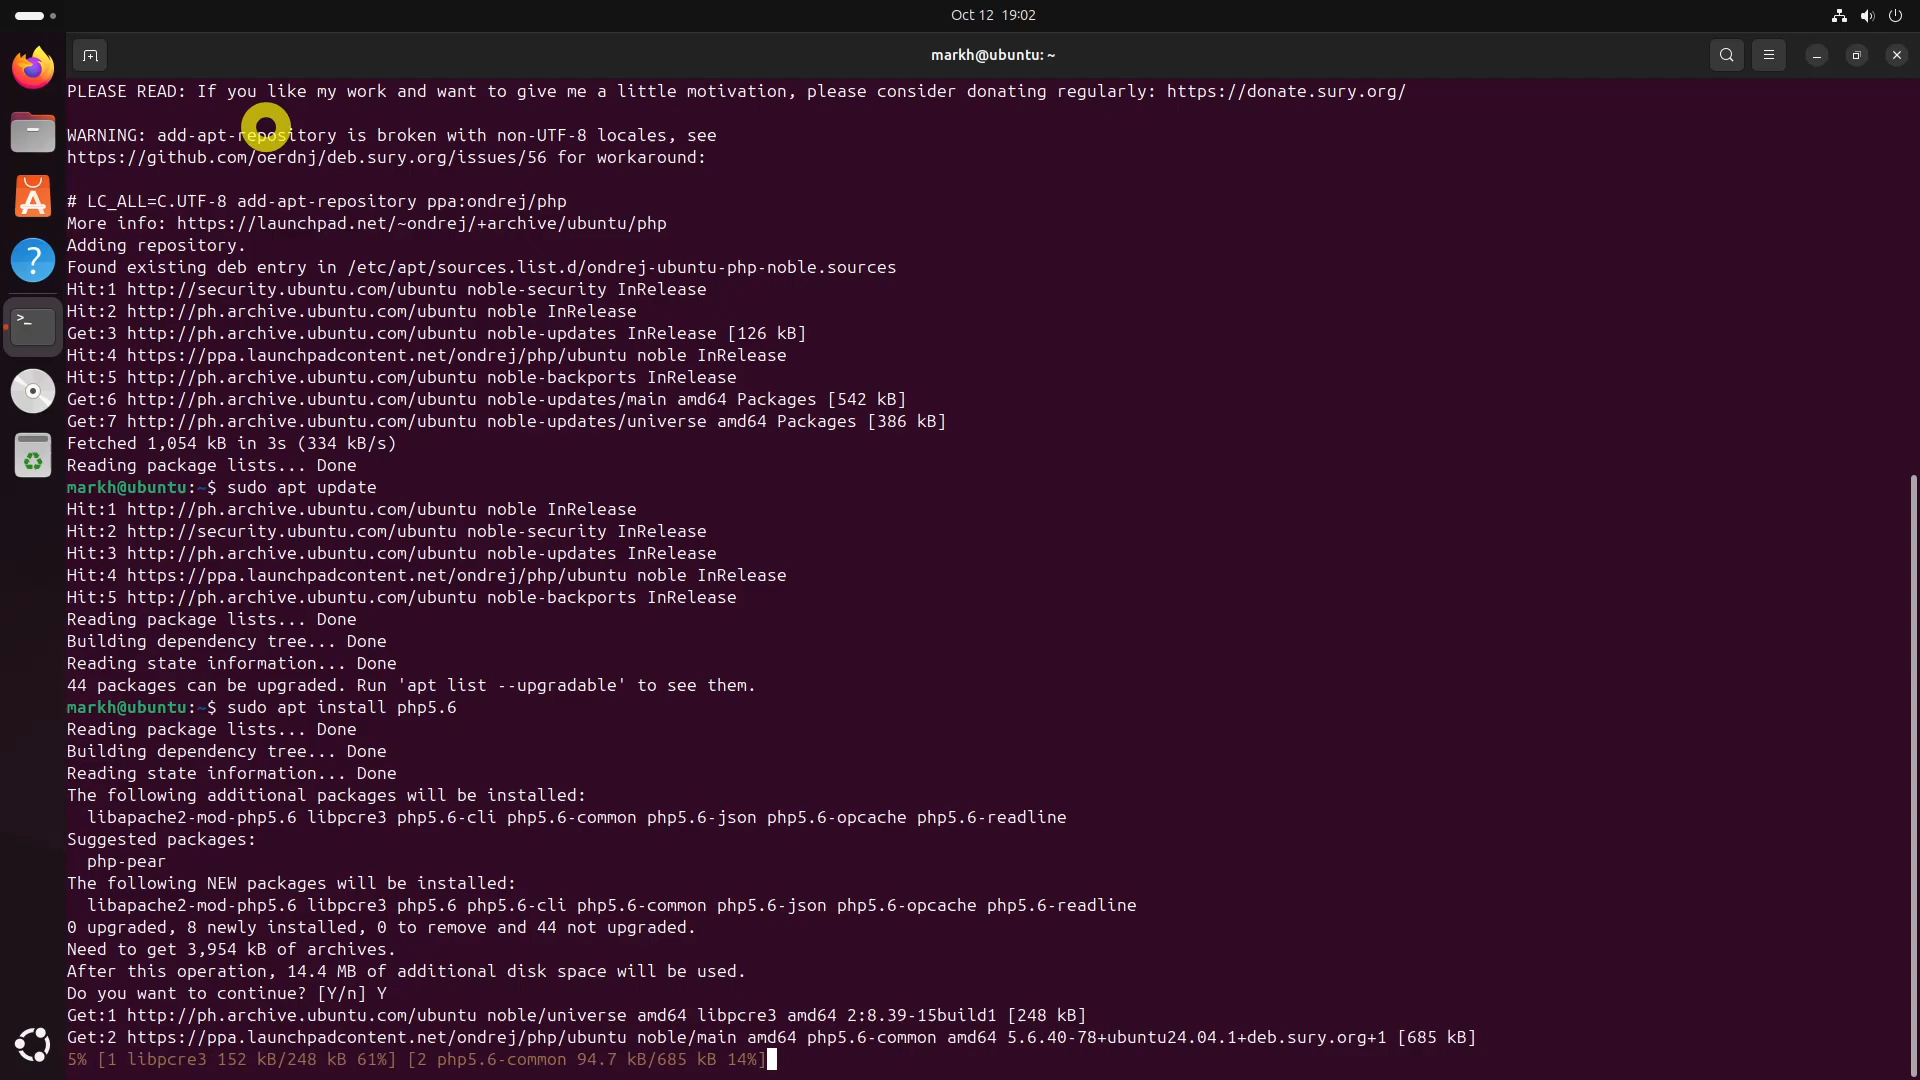 Oct 12 19:02
markh@ubuntu: ~
PLEASE READ: If you like my work and want to give me a little motivation, please consider donating regularly: https://donate.sury.org/
WARNING: add-apt-repository is broken with non-UTF-8 locales, see
https://github.com/oerdnj/deb.sury.org/issues/56 for workaround:
# LC_ALL=C.UTF-8 add-apt-repository ppa:ondrej/php
More info: https://launchpad.net/~ondrej/+archive/ubuntu/php
Adding repository.
Found existing deb entry in /etc/apt/sources.list.d/ondrej-ubuntu-php-noble.sources
Hit:1 http://security.ubuntu.com/ubuntu noble-security InRelease
Hit:2 http://ph.archive.ubuntu.com/ubuntu noble InRelease
Get:3 http://ph.archive.ubuntu.com/ubuntu noble-updates InRelease [126 kB]
Hit:4 https://ppa.launchpadcontent.net/ondrej/php/ubuntu noble InRelease
Hit:5 http://ph.archive.ubuntu.com/ubuntu noble-backports InRelease
Get:6 http://ph.archive.ubuntu.com/ubuntu noble-updates/main amd64 Packages [542 kB]
Get:7 http://ph.archive.ubuntu.com/ubuntu noble-updates/universe amd64 Packages [386 kB]
Fetched 1,054 kB in 3s (334 kB/s)
Reading package lists... Done
markh@ubuntu:~$ sudo apt update
Hit:1 http://ph.archive.ubuntu.com/ubuntu noble InRelease
Hit:2 http://security.ubuntu.com/ubuntu noble-security InRelease
Hit:3 http://ph.archive.ubuntu.com/ubuntu noble-updates InRelease
Hit:4 https://ppa.launchpadcontent.net/ondrej/php/ubuntu noble InRelease
Hit:5 http://ph.archive.ubuntu.com/ubuntu noble-backports InRelease
Reading package lists... Done
Building dependency tree... Done
Reading state information... Done
44 packages can be upgraded. Run 'apt list --upgradable' to see them.
markh@ubuntu:~$ sudo apt install php5.6
Reading package lists... Done
Building dependency tree... Done
Reading state information... Done
The following additional packages will be installed:
libapache2-mod-php5.6 libpcre3 php5.6-cli php5.6-common php5.6-json php5.6-opcache php5.6-readline
Suggested packages:
php-pear
The following NEW packages will be installed:
libapache2-mod-php5.6 libpcre3 php5.6 php5.6-cli php5.6-common php5.6-json php5.6-opcache php5.6-readline
0 upgraded, 8 newly installed, 0 to remove and 44 not upgraded.
Need to get 3,954 kB of archives.
After this operation, 14.4 MB of additional disk space will be used.
Do you want to continue? [Y/n] Y
Get:1 http://ph.archive.ubuntu.com/ubuntu noble/universe amd64 libpcre3 amd64 2:8.39-15build1 [248 kB]
Get:2 https://ppa.launchpadcontent.net/ondrej/php/ubuntu noble/main amd64 php5.6-common amd64 5.6.40-78+ubuntu24.04.1+deb.sury.org+1 [685 kB]
5% [1 libpcre3 152 kB/248 kB 61%] [2 php5.6-common 94.7 kB/685 kB 14%]